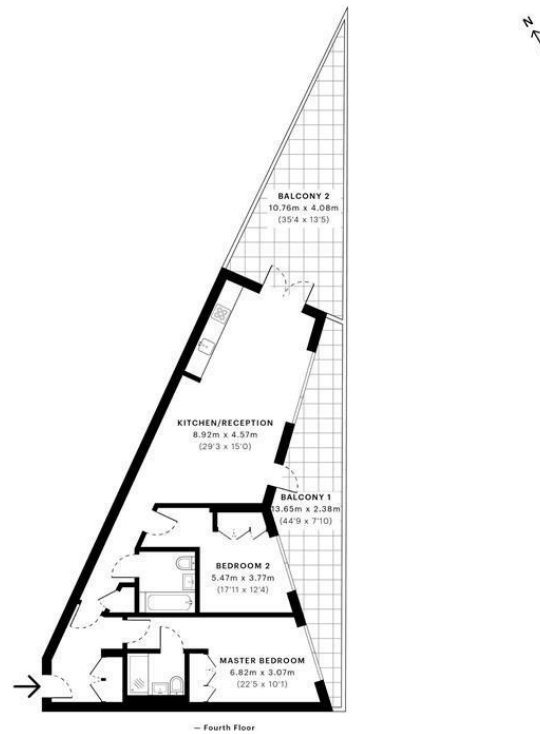 N
BALCONY 2
10.76m x 4.08m
(35'4 x 13'5)
KITCHEN/RECEPTION
8.92m x 4.57m
(29'3 x 15'0)
BALCONY 1
13.65m x 2.38m
(44'9 x 7'10)
BEDROOM 2
5.47m x 3.77m
(17'11 x 12'4)
MASTER BEDROOM
6.82m x 3.07m
(22'5 x 10'1)
— Fourth Floor